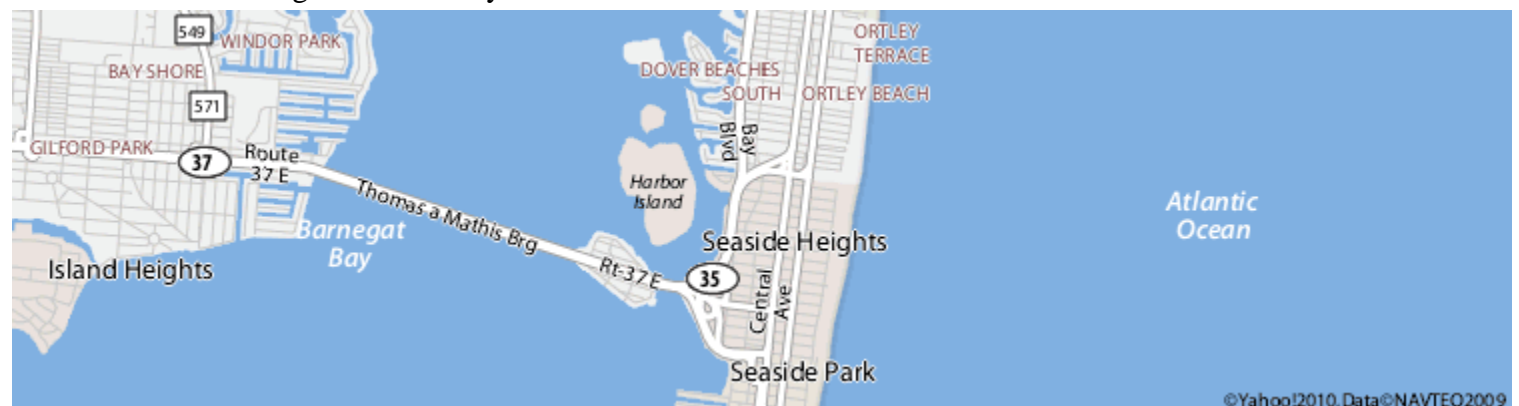 549
WINDOR PARK
BAY SHORE
571
GILFORD PARK
37
Route
37 E
Thomas a Mathis Brg
Barnegat
Bay
Island Heights
Rt-37 E
35
Harbor
Island
DOVER BEACHES
SOUTH
ORTLEY
TERRACE
ORTLEY BEACH
Bay
Blvd
Seaside Heights
Central
Ave
Seaside Park
Atlantic
Ocean
©Yahoo!2010, Data©NAVTEQ2009